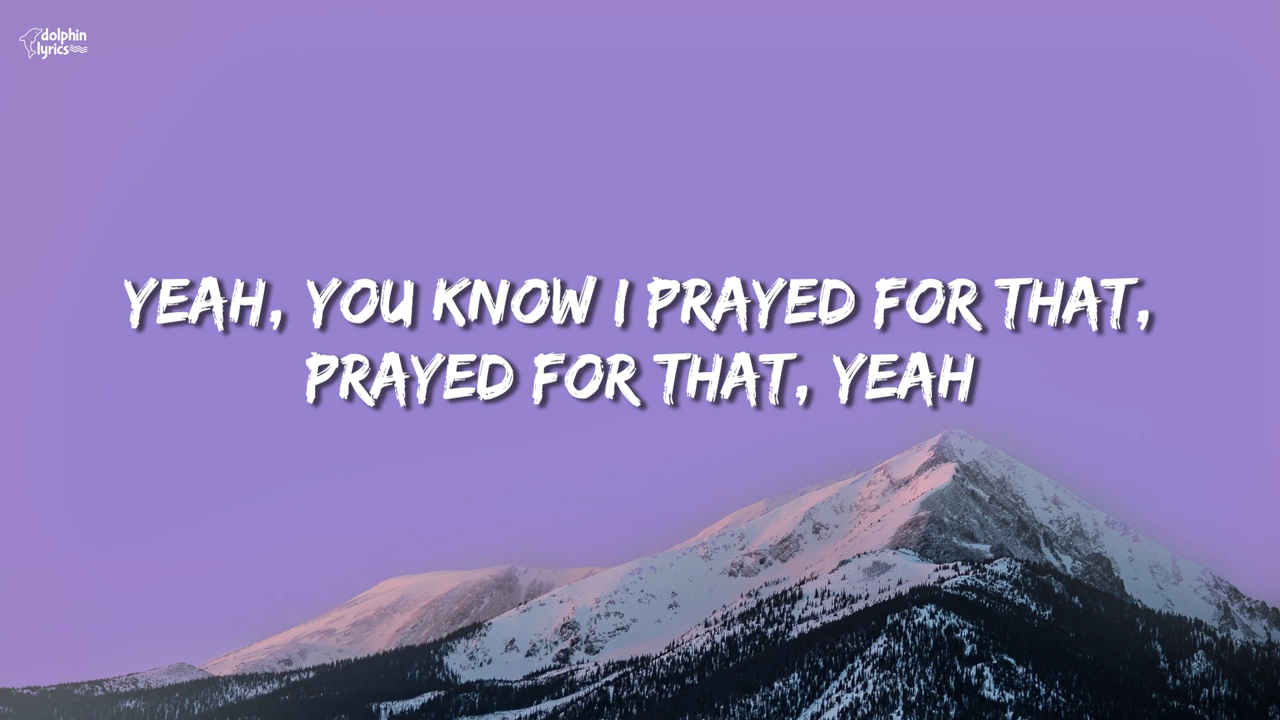 dolphin
lyrics
YEAH, YOU KNOW I PRAYED FOR THAT,
PRAYED FOR THAT, YEAH